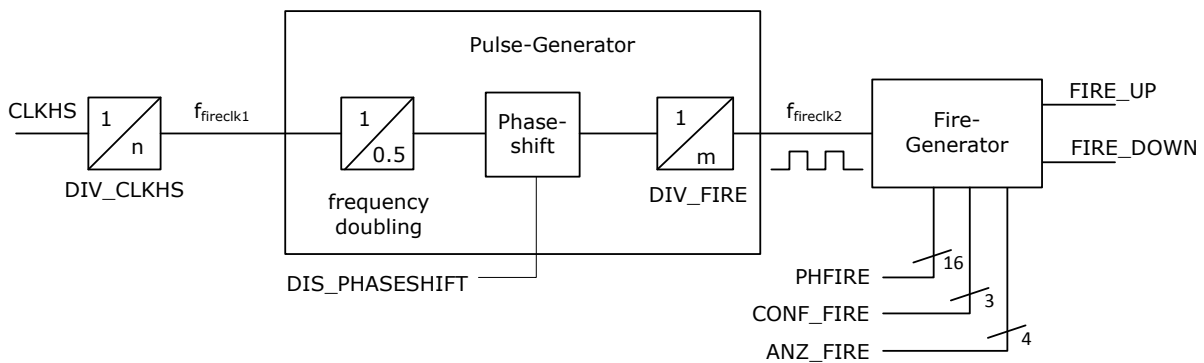 Pulse-Generator
CLKHS
1
n
DIV_CLKHS
ffireclk1
1
0.5
frequency
doubling
Phase-
shift
DIS_PHASESHIFT
1
m
DIV_FIRE
ffireclk2
Fire-
Generator
FIRE_UP
FIRE_DOWN
PHFIRE
16
CONF_FIRE
3
ANZ_FIRE
4